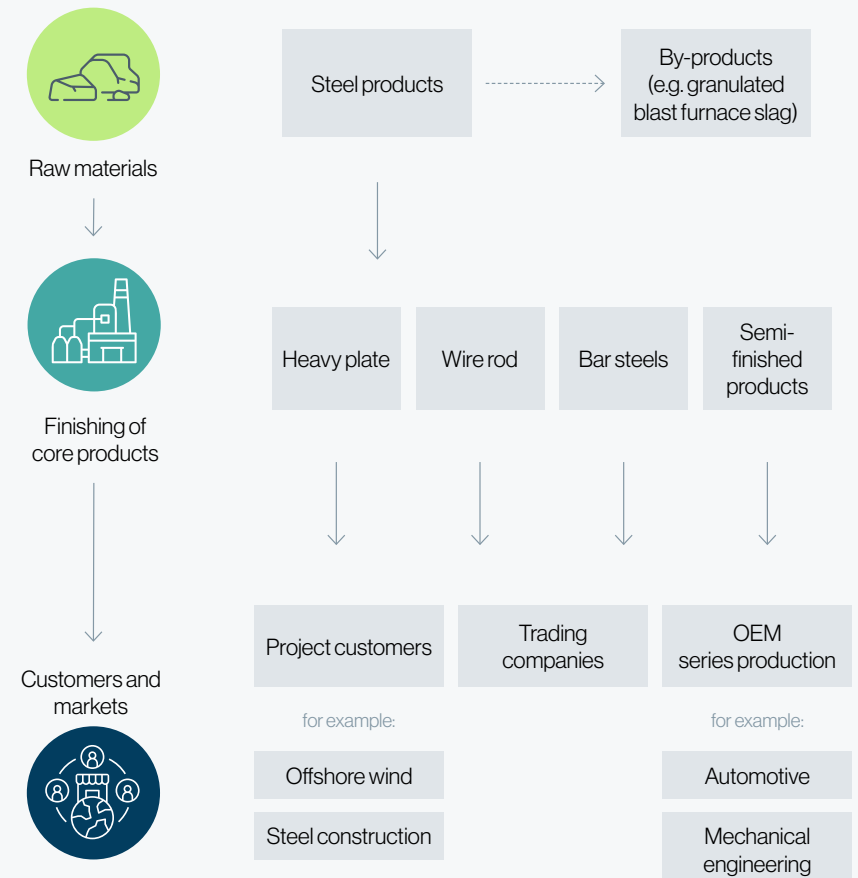 Steel products
By-products
(e.g. granulated
blast furnace slag)
Raw materials
Heavy plate
Wire rod
Bar steels
Semi-
finished
products
Finishing of
core products
Project customers
Trading
companies
OEM
series production
Customers and
markets
for example:
for example:
Offshore wind
Automotive
Steel construction
Mechanical
engineering